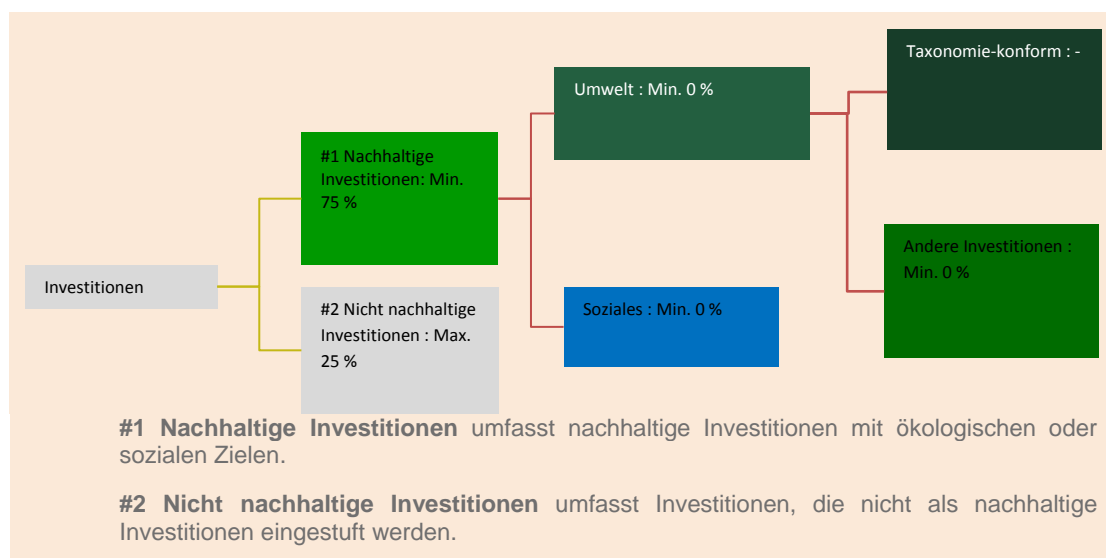 Investitionen
#1 Nachhaltige
Investitionen: Min.
75 %
#2 Nicht nachhaltige
Investitionen : Max.
25 %
Umwelt : Min. 0 %
Soziales : Min. 0 %
Taxonomie-konform : -
Andere Investitionen :
Min. 0 %
#1 Nachhaltige Investitionen umfasst nachhaltige Investitionen mit ökologischen oder
sozialen Zielen.
#2 Nicht nachhaltige Investitionen umfasst Investitionen, die nicht als nachhaltige
Investitionen eingestuft werden.